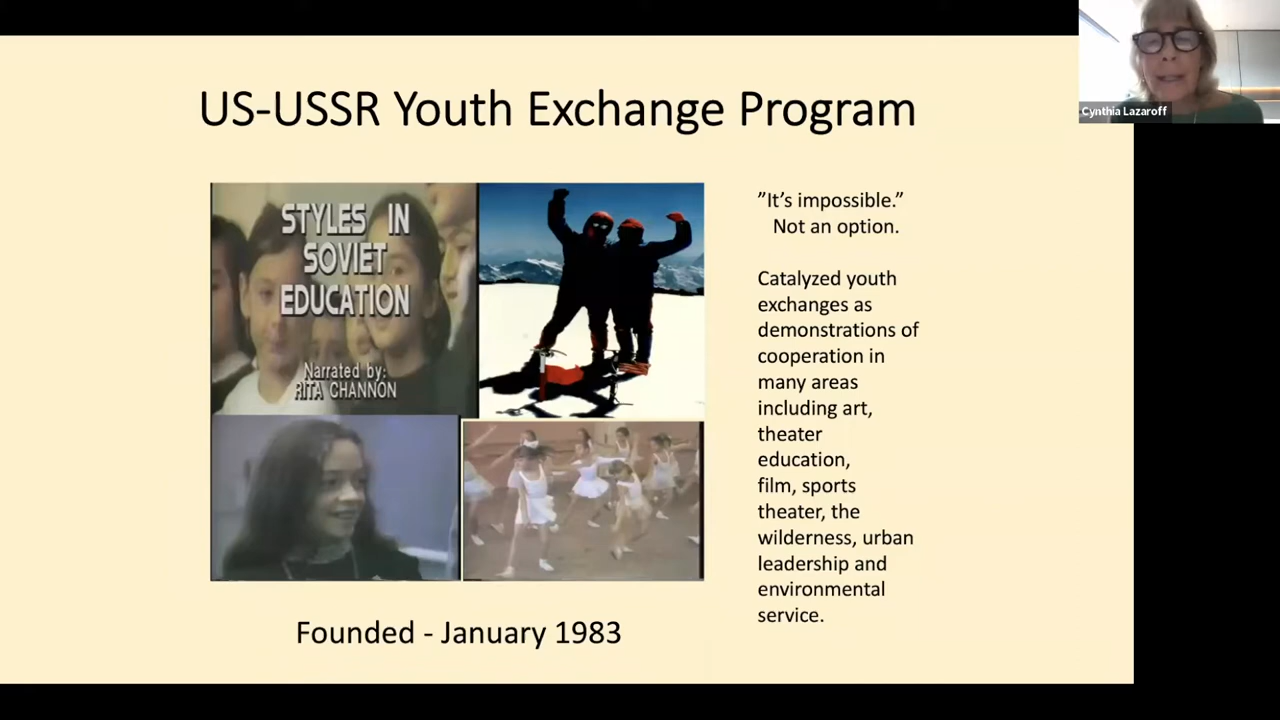 US-USSR Youth Exchange Program
Cynthia Lazaroff
STYLES IN
SOVIET
EDUCATION
Narrated by:
RITA CHANNON
”It’s impossible.”
Not an option.
Catalyzed youth
exchanges as
demonstrations of
cooperation in
many areas
including art,
theater
education,
film, sports
theater, the
wilderness, urban
leadership and
environmental
service.
Founded - January 1983